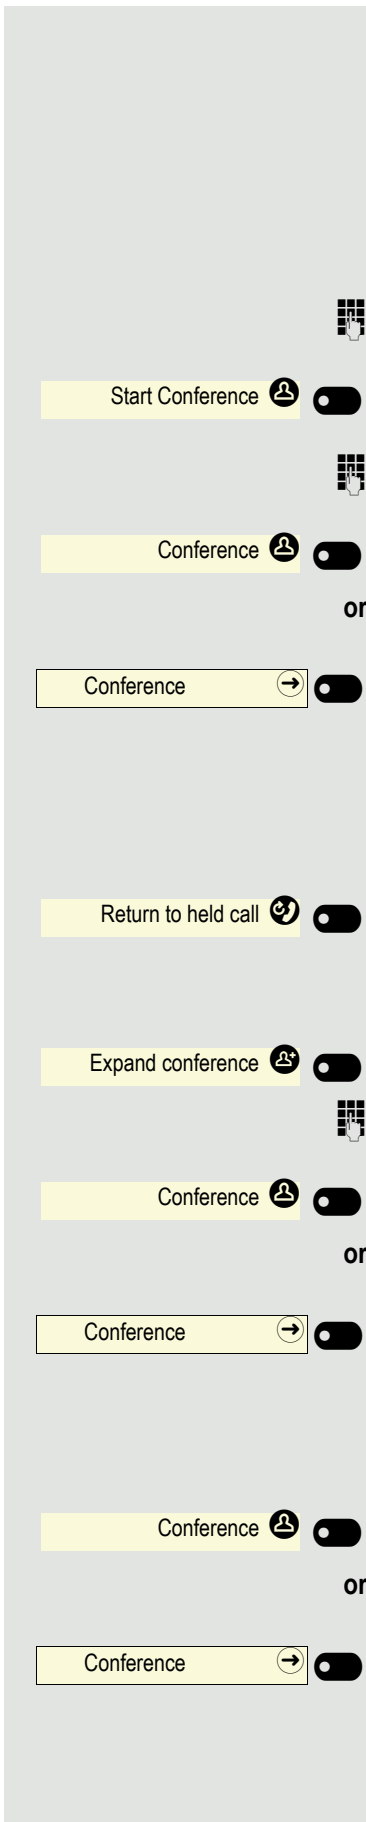 Start Conference
Conference
or
Conference
Return to held call
Expand conference
Conference
or
Conference
Conference
or
Conference